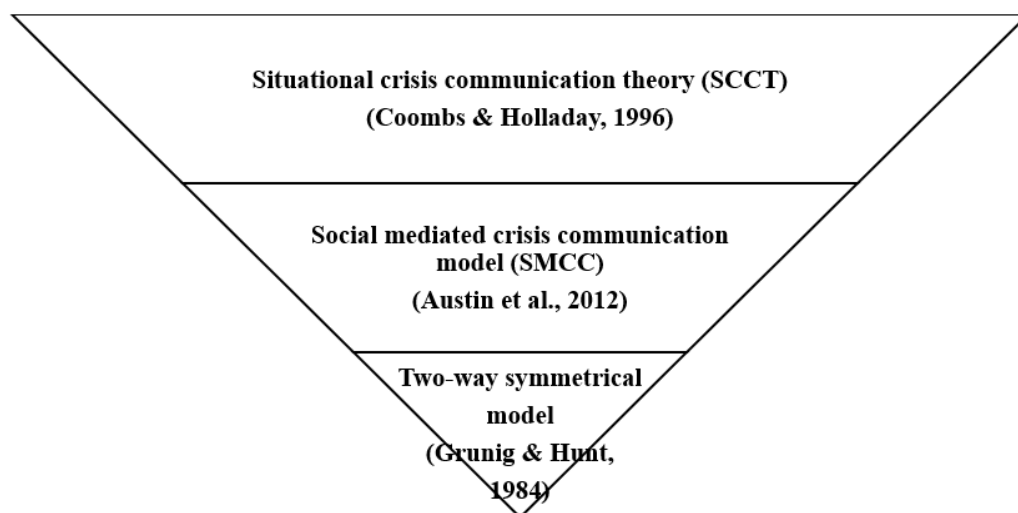 Situational crisis communication theory (SCCT)
(Coombs & Holladay, 1996)
Social mediated crisis communication
model (SMCC)
(Austin et al., 2012)
Two-way symmetrical
model
(Grunig & Hunt,
1984)